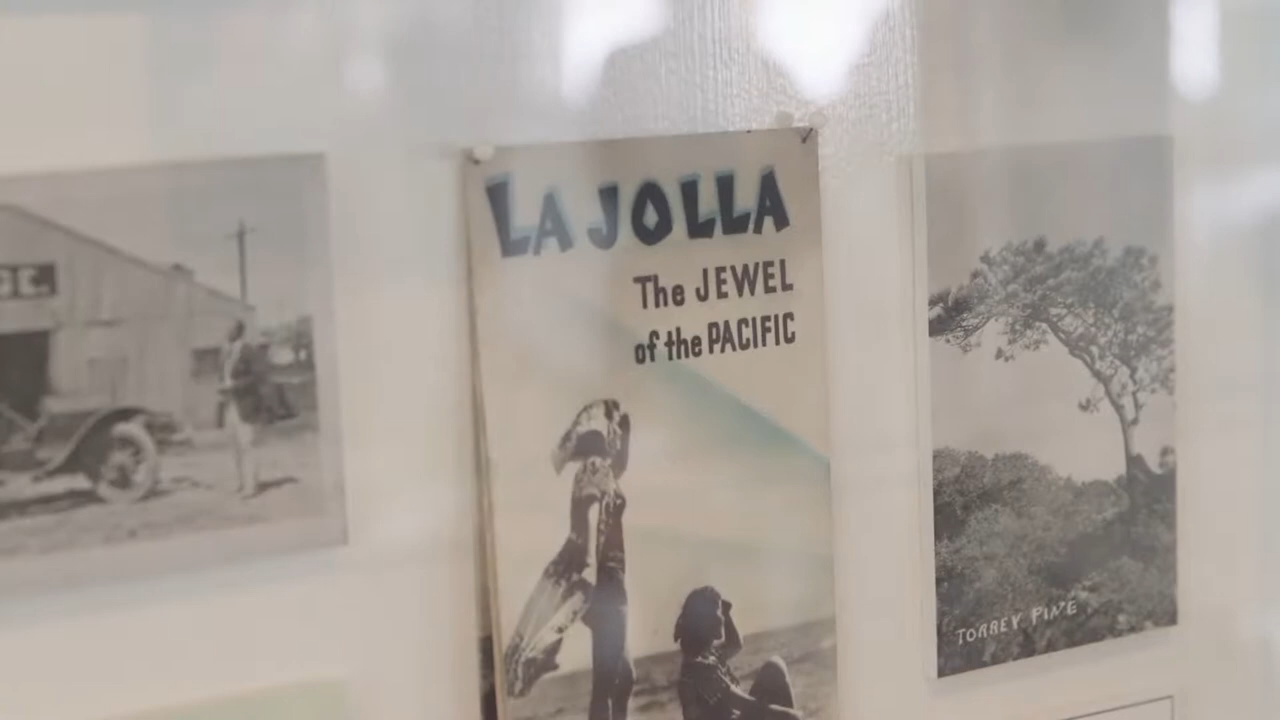 LA JOLLA
The JEWEL
of the PACIFIC
TORREY PINE